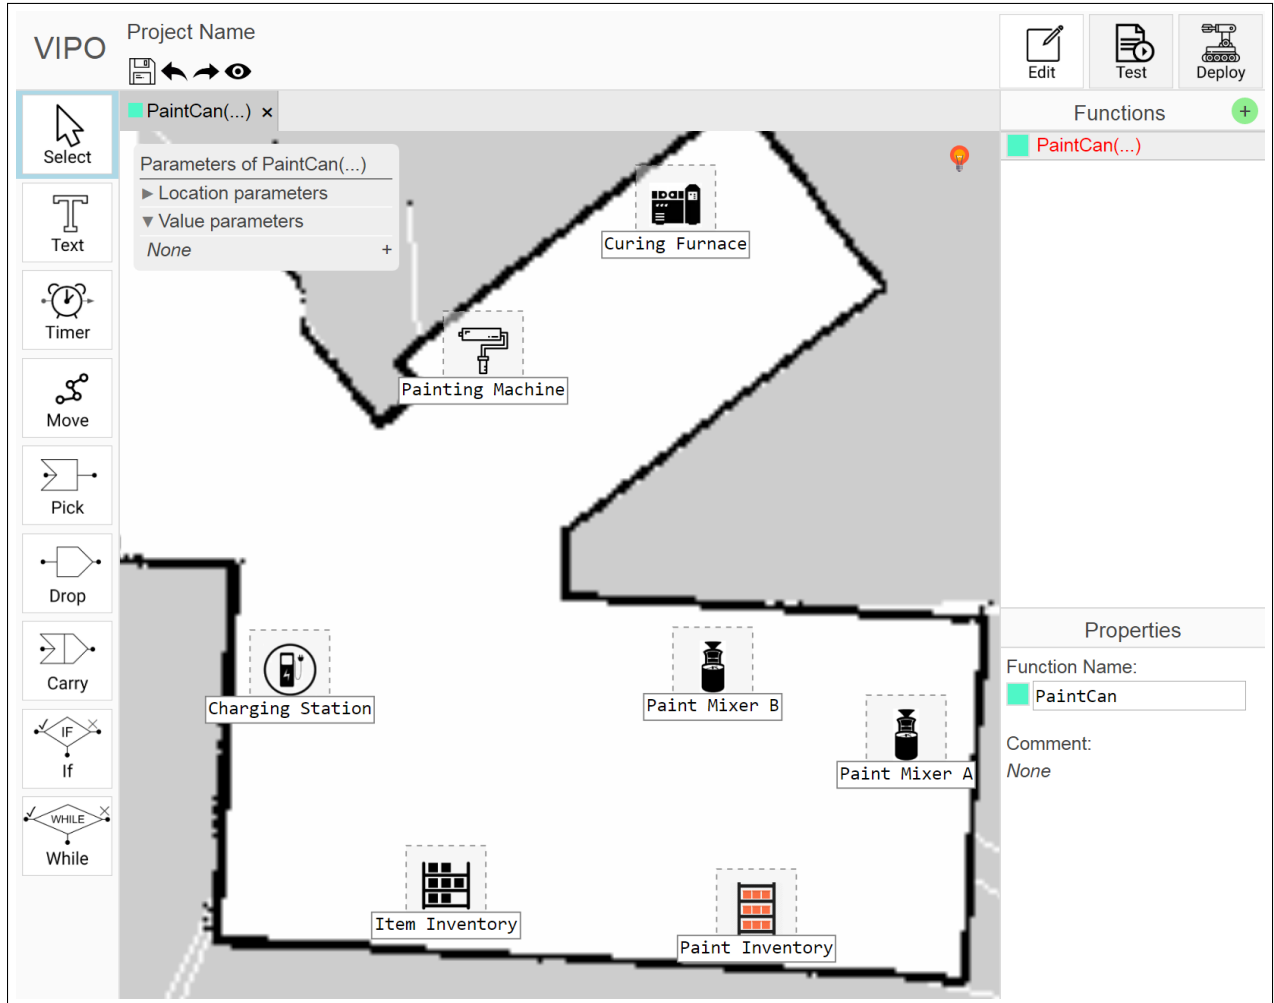 VIPO
Project Name
Edit
Test
Deploy
Select
Text
Timer
Move
Pick
Drop
Carry
IF
If
WHILE
While
PaintCan(...) ×
Parameters of PaintCan(...)
Location parameters
Value parameters
None +
Curing Furnace
Painting Machine
Charging Station
Paint Mixer B
Paint Mixer A
Item Inventory
Paint Inventory
Functions +
PaintCan(...)
Properties
Function Name:
PaintCan
Comment:
None